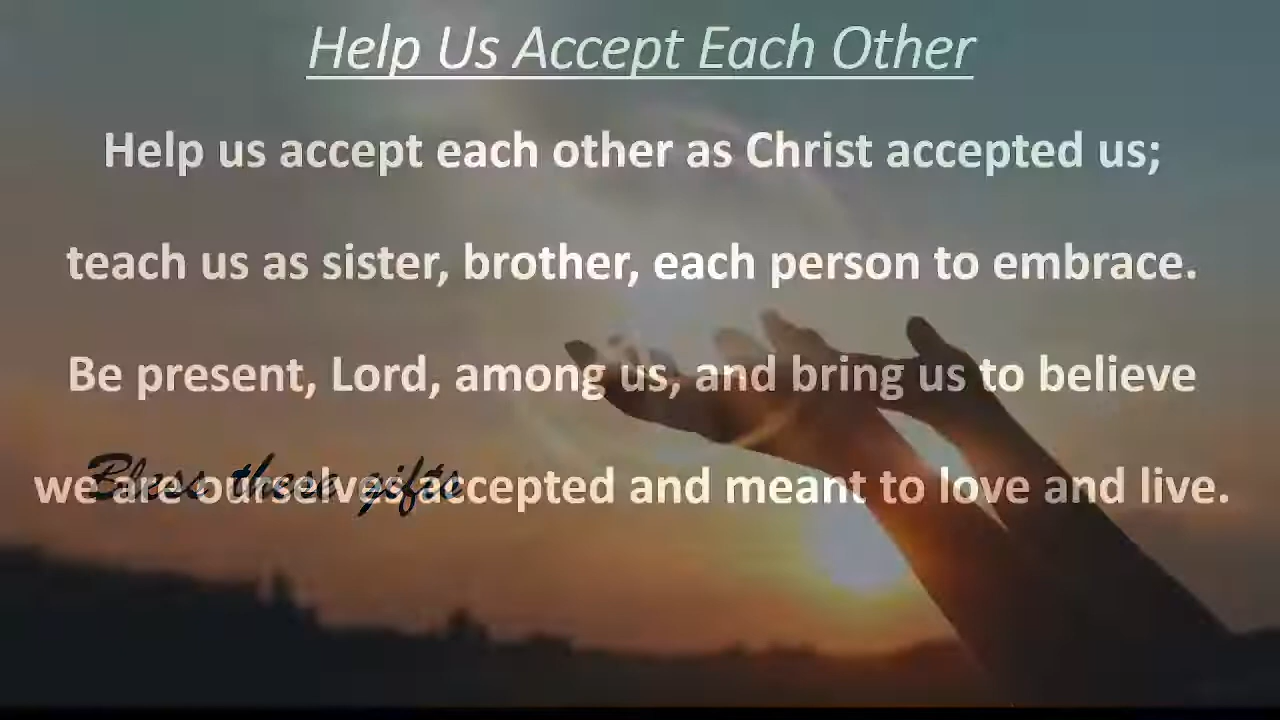 Help Us Accept Each Other
Help us accept each other as Christ accepted us;
teach us as sister, brother, each person to embrace.
Be present, Lord, among us, and bring us to believe
we are ourselves accepted and meant to love and live.
Bless these gifts